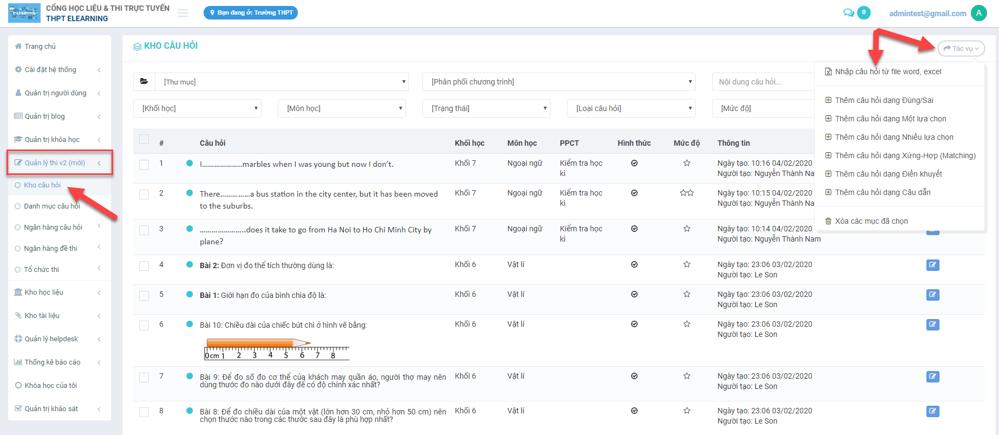 E-LEARNING
CỔNG HỌC LIỆU & THI TRỰC TUYẾN
THPT ELEARNING
Bạn đang ở: Trường THPT
0
admintest@gmail.com
A
Trang chủ
Cài đặt hệ thống
Quản trị người dùng
Quản trị blog
Quản trị khóa học
Quản lý thi v2 (mới)
Kho câu hỏi
Danh mục câu hỏi
Ngân hàng câu hỏi
Ngân hàng đề thi
Tổ chức thi
Kho học liệu
Kho tài liệu
Quản lý helpdesk
Thống kê báo cáo
Khóa học của tôi
Quản trị khảo sát
KHO CÂU HỎI
Tác vụ
[Thư mục]
[Phân phối chương trình]
Nội dung câu hỏi...
[Khối học]
[Môn học]
[Trạng thái]
[Loại câu hỏi]
[Mức độ]
Nhập câu hỏi từ file word, excel
Thêm câu hỏi dạng Đúng/Sai
Thêm câu hỏi dạng Một lựa chọn
Thêm câu hỏi dạng Nhiều lựa chọn
Thêm câu hỏi dạng Xứng-Hợp (Matching)
Thêm câu hỏi dạng Điền khuyết
Thêm câu hỏi dạng Câu dẫn
Xóa các mục đã chọn
# Câu hỏi Khối học Môn học PPCT Hình thức Mức độ Thông tin
1 I………………..marbles when I was young but now I don't. Khối 7 Ngoại ngữ Kiểm tra học Ngày tạo: 10:16 04/02/2020
kì Người tạo: Nguyễn Thành Nam
2 There……………a bus station in the city center, but it has been moved Khối 7 Ngoại ngữ Kiểm tra học Ngày tạo: 10:15 04/02/2020
to the suburbs. kì Người tạo: Nguyễn Thành Na
3 …………………..does it take to go from Ha Noi to Ho Chi Minh City by Khối 7 Ngoại ngữ Kiểm tra học Ngày tạo: 10:14 04/02/2020
plane? kì Người tạo: Nguyễn Thành Nam
4 Bài 2: Đơn vị đo thể tích thường dùng là: Khối 6 Vật lí Ngày tạo: 23:06 03/02/2020
Người tạo: Le Son
5 Bài 1: Giới hạn đo của bình chia độ là: Khối 6 Vật lí Ngày tạo: 23:06 03/02/2020
Người tạo: Le Son
6 Bài 10: Chiều dài của chiếc bút chì ở hình vẽ bằng: Khối 6 Vật lí Ngày tạo: 23:06 03/02/2020
Người tạo: Le Son
0cm 1 2 3 4 5 6 7 8
7 Bài 9: Để đo số đo cơ thể của khách may quần áo, người thợ may nên Khối 6 Vật lí Ngày tạo: 23:06 03/02/2020
dùng thước đo nào dưới đây để có độ chính xác nhất? Người tạo: Le Son
8 Bài 8: Để đo chiều dài của một vật (lớn hơn 30 cm, nhỏ hơn 50 cm) nên Khối 6 Vật lí Ngày tạo: 23:06 03/02/2020
chọn thước nào trong các thước sau đây là phù hợp nhất? Người tạo: Le Son